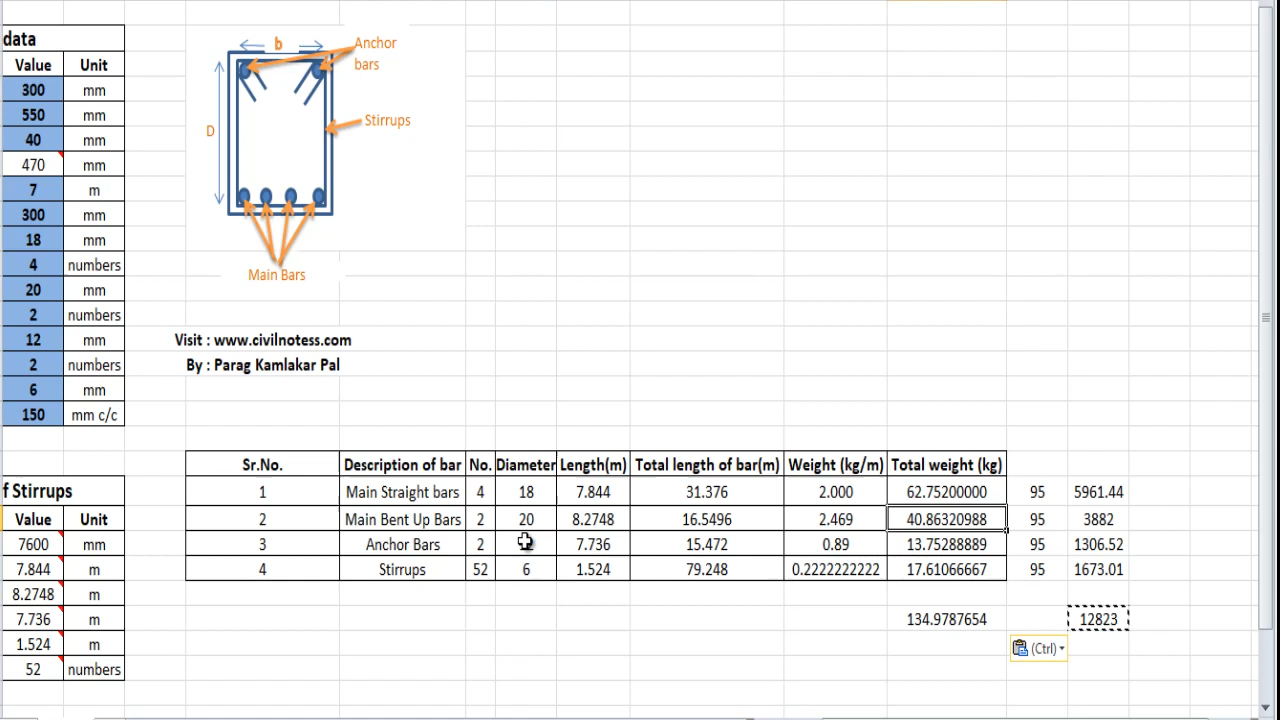 data
Value Unit
300 mm
550 mm
40 mm
470 mm
7 m
300 mm
18 mm
4 numbers
20 mm
2 numbers
12 mm
2 numbers
6 mm
150 mm c/c
b
Anchor
bars
D
Stirrups
Main Bars
Visit : www.civilnotess.com
By : Parag Kamlakar Pal
f Stirrups
Value Unit
7600 mm
7.844 m
8.2748 m
7.736 m
1.524 m
52 numbers
Sr.No. Description of bar No. Diameter Length(m) Total length of bar(m) Weight (kg/m) Total weight (kg)
1 Main Straight bars 4 18 7.844 31.376 2.000 62.75200000 95 5961.44
2 Main Bent Up Bars 2 20 8.2748 16.5496 2.469 40.86320988 95 3882
3 Anchor Bars 2 7.736 15.472 0.89 13.75288889 95 1306.52
4 Stirrups 52 6 1.524 79.248 0.2222222222 17.61066667 95 1673.01
134.9787654 12823
(Ctrl)